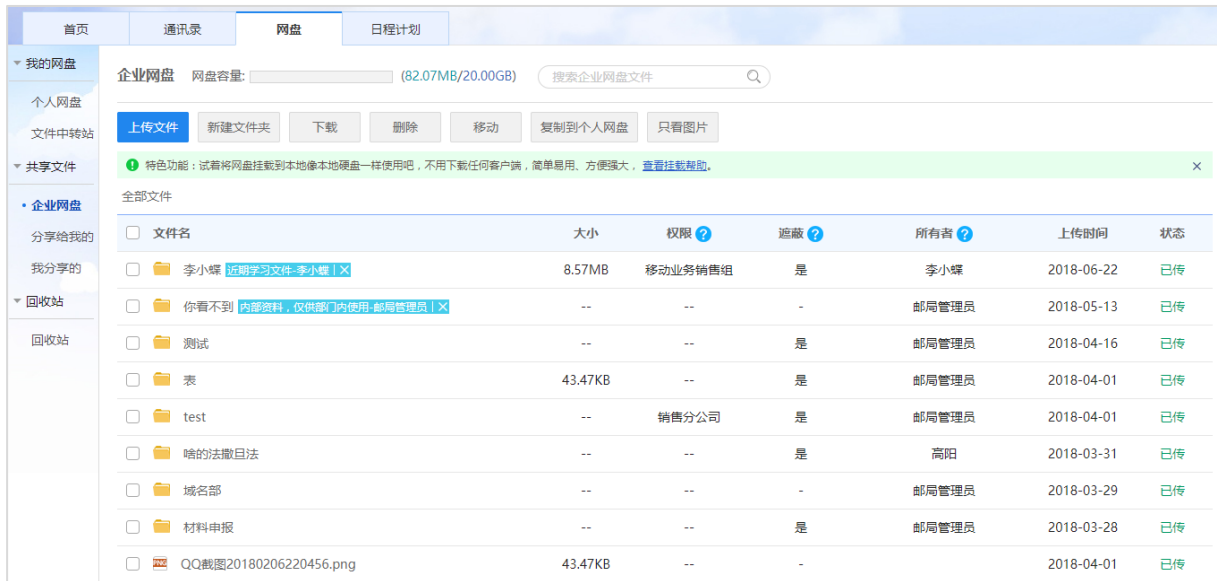 首页 通讯录 网盘 日程计划
我的网盘
个人网盘
文件中转站
共享文件
企业网盘
分享给我的
我分享的
回收站
回收站
企业网盘 网盘容量: (82.07MB/20.00GB) 搜索企业网盘文件
上传文件 新建文件夹 下载 删除 移动 复制到个人网盘 只看图片
特色功能：试着将网盘挂载到本地像本地硬盘一样使用吧，不用下载任何客户端，简单易用、方便强大， 查看挂载帮助。 ×
全部文件
文件名 大小 权限 ? 遮蔽 ? 所有者 ? 上传时间 状态
李小蝶 近期学习文件-李小蝶 | X 8.57MB 移动业务销售组 是 李小蝶 2018-06-22 已传
你看不到 内部资料，仅供部门内使用-邮局管理员 | X -- -- - 邮局管理员 2018-05-13 已传
测试 -- -- 是 邮局管理员 2018-04-16 已传
表 43.47KB -- 是 邮局管理员 2018-04-01 已传
test -- 销售分公司 是 邮局管理员 2018-04-01 已传
啥的法撒旦法 -- -- 是 高阳 2018-03-31 已传
域名部 -- -- - 邮局管理员 2018-03-29 已传
材料申报 -- -- 是 邮局管理员 2018-03-28 已传
PNG QQ截图20180206220456.png 43.47KB -- - 2018-04-01 已传